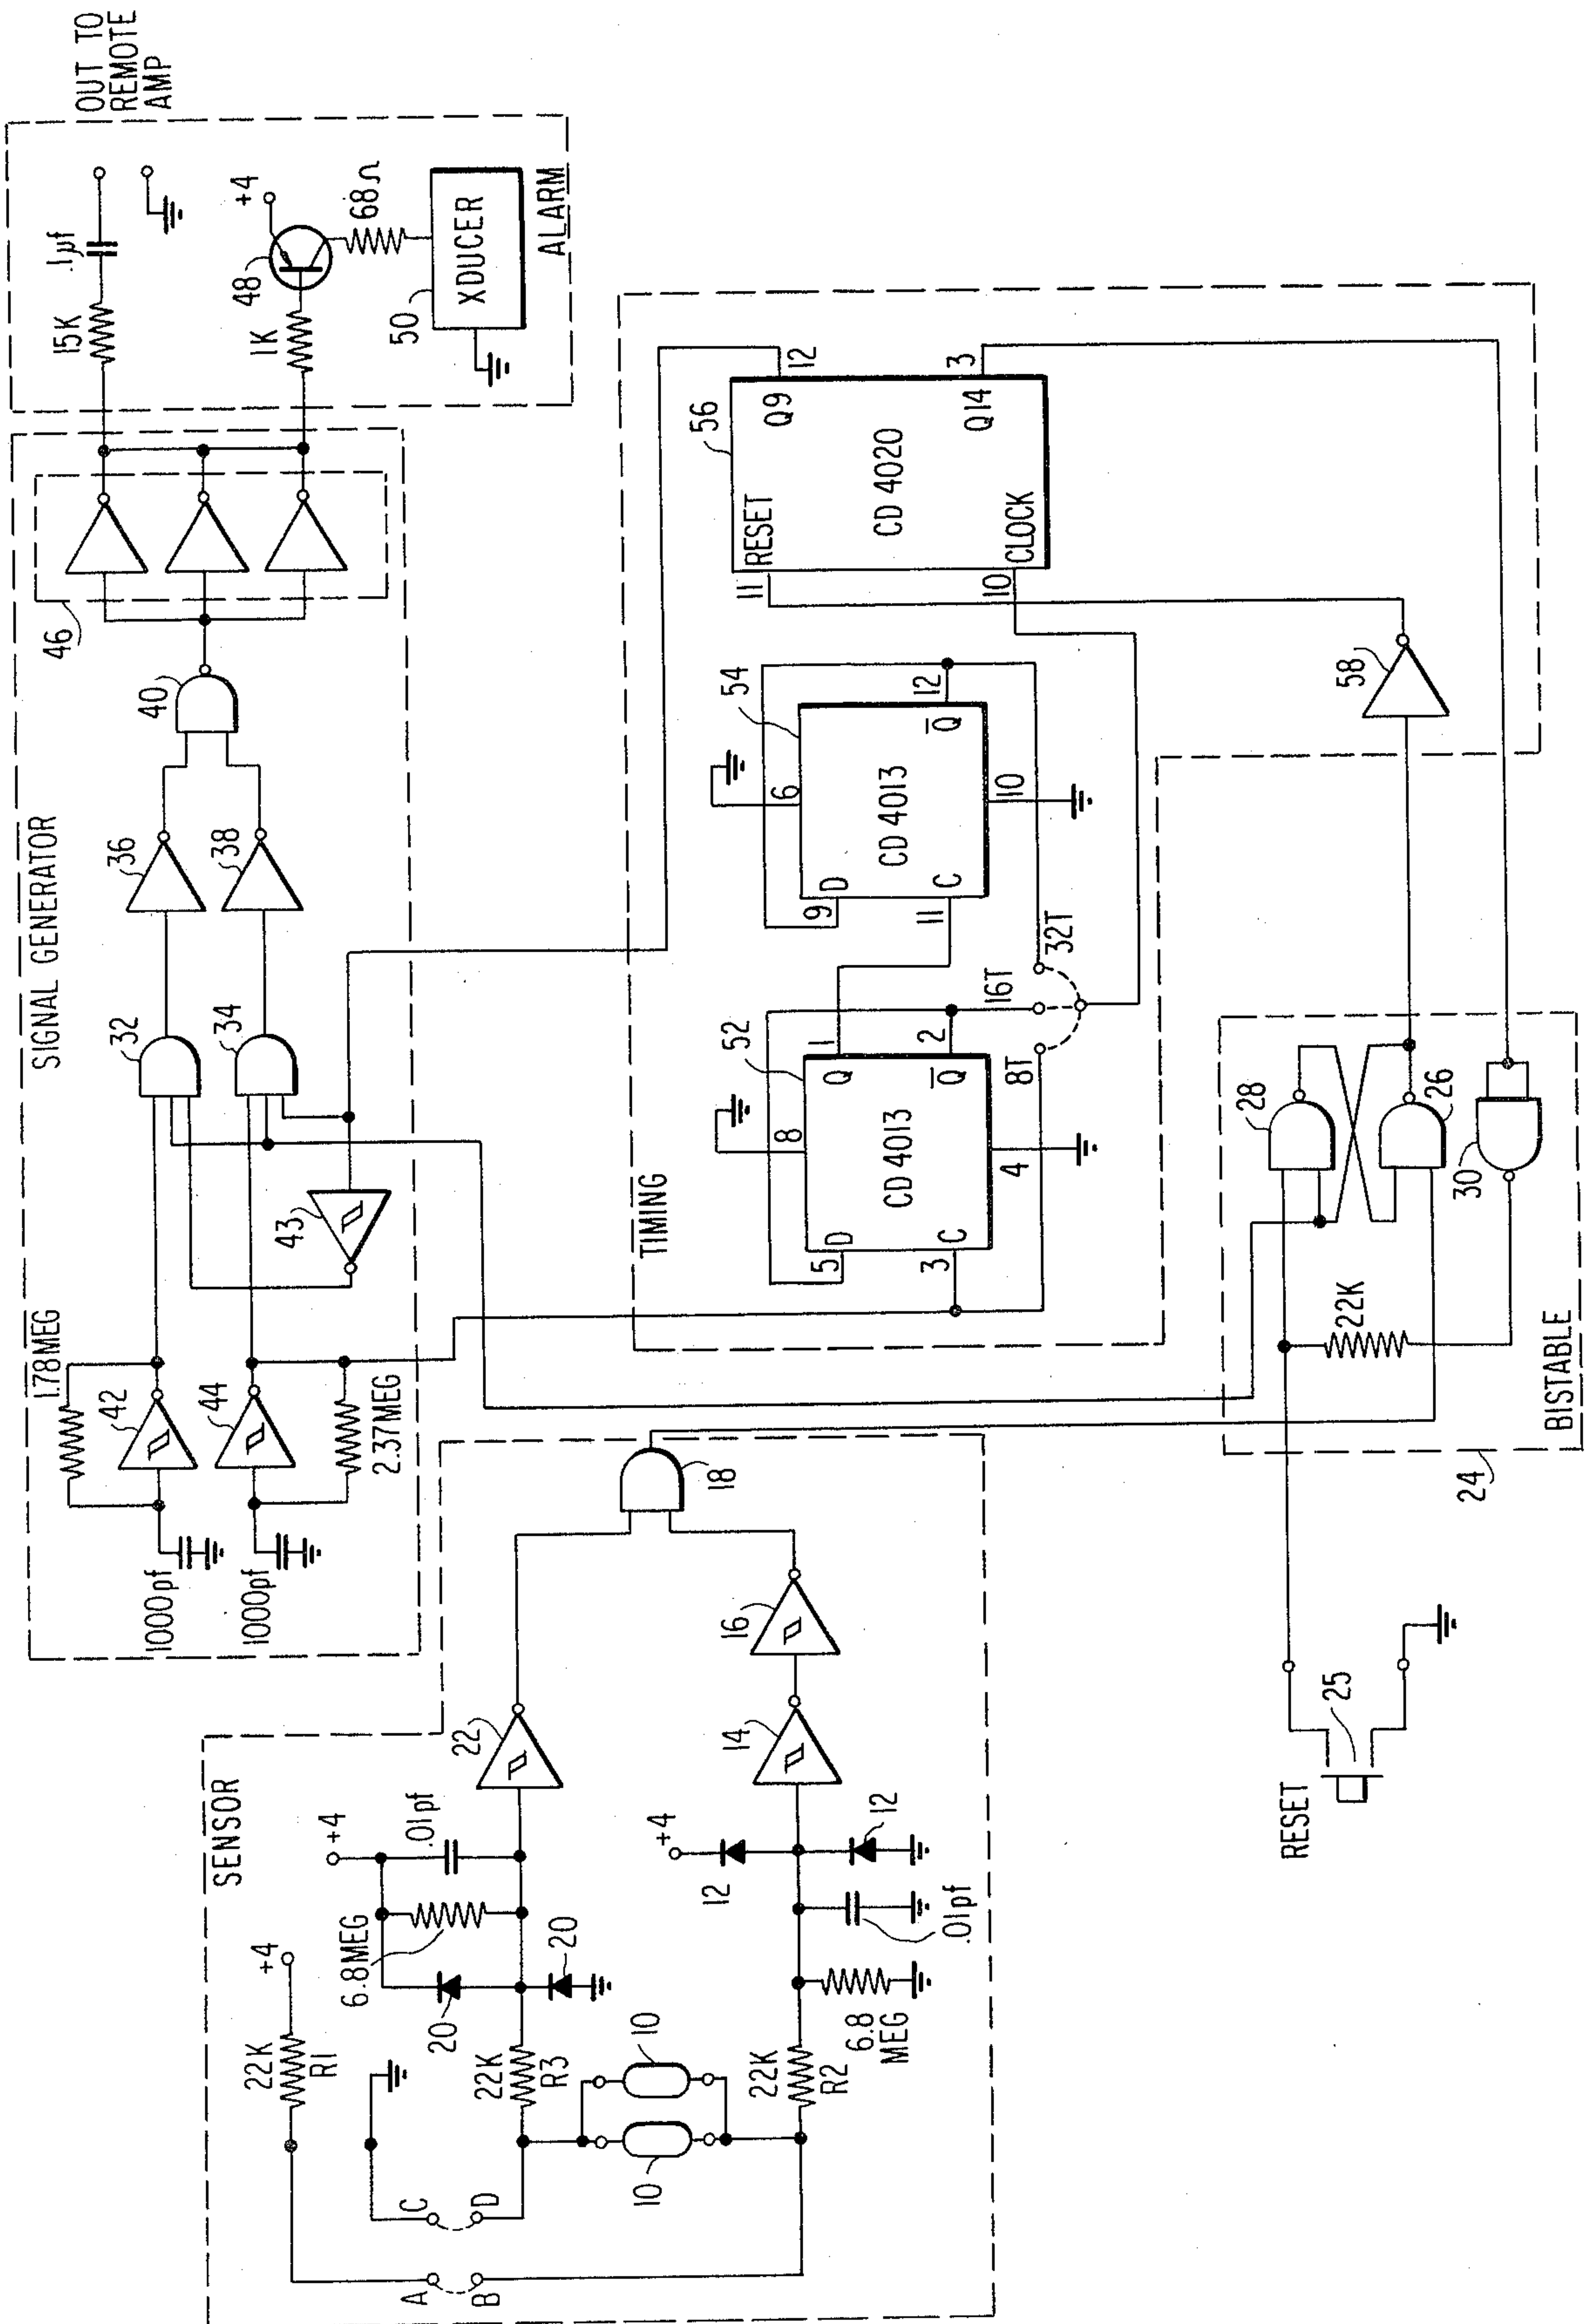 SIGNAL GENERATOR
1.78MEG
42
1000pf
44
1000pf
2.37MEG
32
34
43
36
38
40
46
15K
.1µf
OUT TO
REMOTE
AMP
1K
48
+4
68Ω
50
XDUCER
ALARM
SENSOR
22K
R1
+4
A
B
C
D
22K
R3
10
10
22K
R2
20
20
6.8MEG
+4
.01pf
22
6.8
MEG
.01pf
12
+4
12
14
16
18
TIMING
52
5
D
3
C
CD 4013
8
4
Q
1
Q̅
2
8T
16T
32T
54
9
D
11
C
CD 4013
6
10
Q̅
12
56
11
RESET
10
CLOCK
CD 4020
Q9
12
Q14
3
58
RESET
25
24
BISTABLE
22K
28
26
30